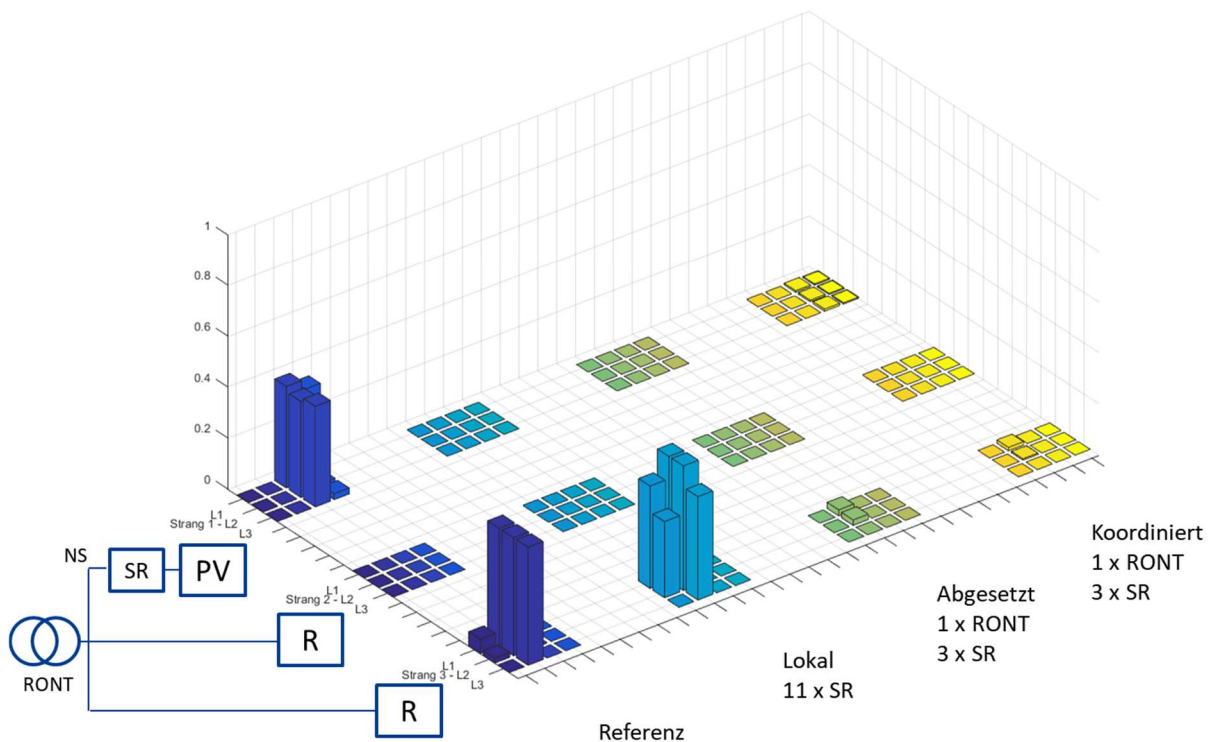 1
0.8
0.6
0.4
0.2
0
L1
Strang 1 - L2
L3
L1
Strang 2 - L2
L3
L1
Strang 3 - L2
L3
NS
SR
PV
R
RONT
R
Referenz
Lokal
11 x SR
Abgesetzt
1 x RONT
3 x SR
Koordiniert
1 x RONT
3 x SR